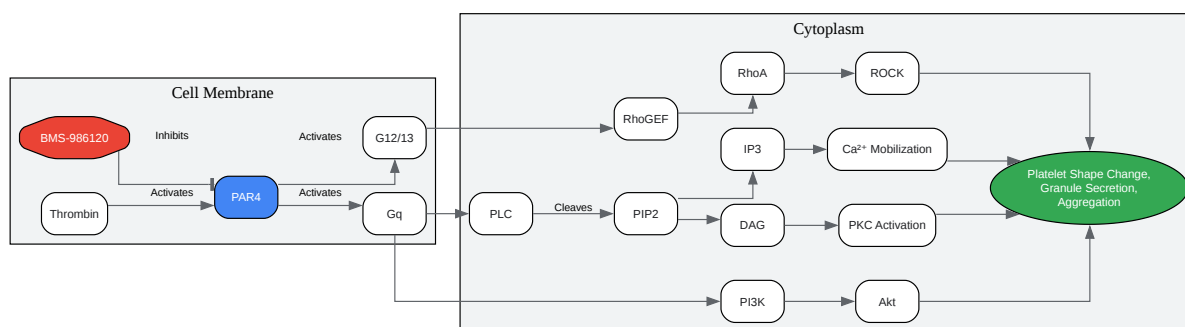 Cytoplasm
Cell Membrane
RhoA
ROCK
BMS-986120
Inhibits
Activates
G12/13
RhoGEF
IP3
Ca²⁺ Mobilization
Platelet Shape Change,
Granule Secretion,
Aggregation
Activates
PAR4
Activates
Thrombin
Gq
PLC
Cleaves
PIP2
DAG
PKC Activation
PI3K
Akt